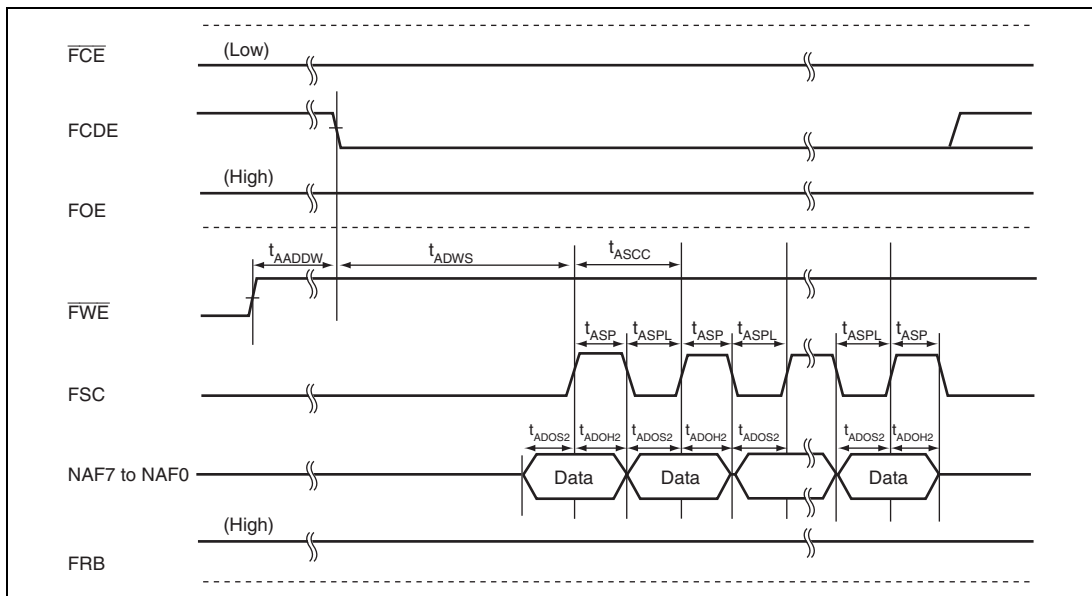 FCE (Low)
FCDE
(High)
FOE
tAADDW tADWS tASCC
FWE
tASP tASPL tASP tASPL tASPL tASP
FSC
tADOS2 tADOH2 tADOS2 tADOH2 tADOS2 tADOS2 tADOH2
NAF7 to NAF0 Data Data Data
(High)
FRB